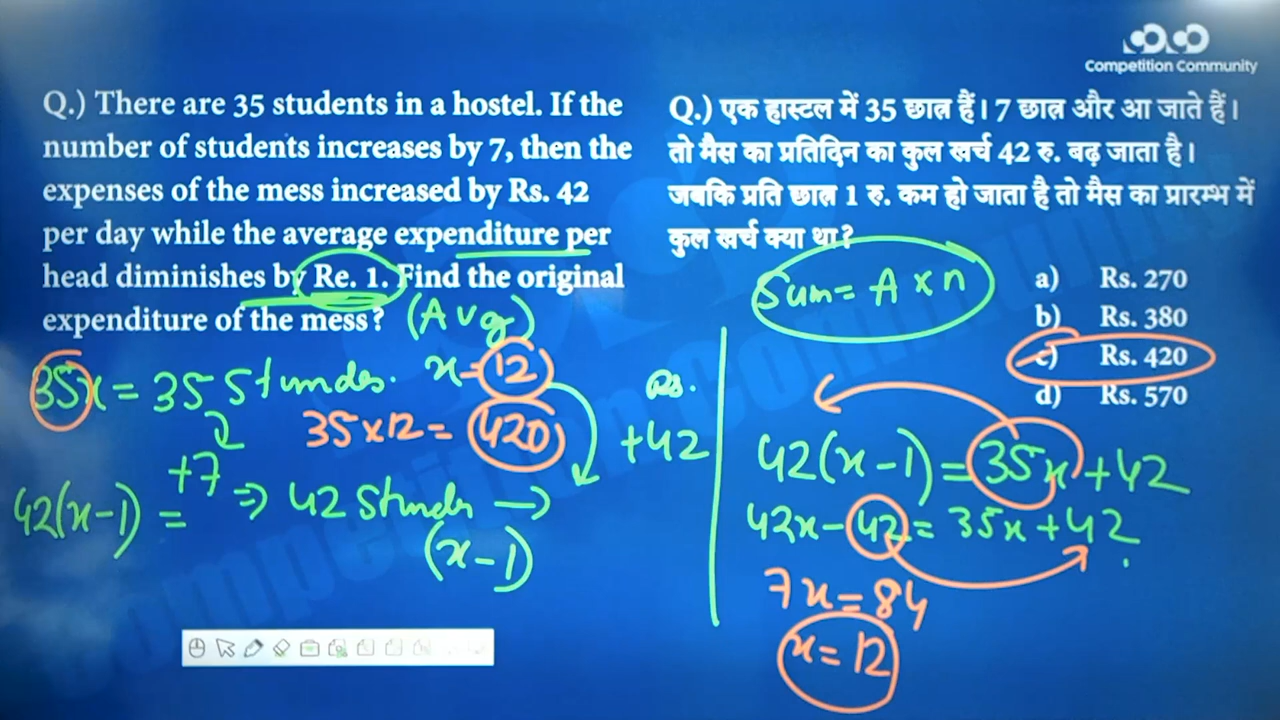 Competition Community
Q.) There are 35 students in a hostel. If the
number of students increases by 7, then the
expenses of the mess increased by Rs. 42
per day while the average expenditure per
head diminishes by Re. 1. Find the original
expenditure of the mess?
(Avg)
35x = 35 Stundes.
x = 12
35 x 12 = 420
+7
Rs.
+42
42(x-1) = ⇒ 42 Stundes →
(x-1)
Q.) एक हास्टल में 35 छात्र हैं। 7 छात्र और आ जाते हैं।
तो मैस का प्रतिदिन का कुल खर्च 42 रु. बढ़ जाता है।
जबकि प्रति छात्र 1 रु. कम हो जाता है तो मैस का प्रारम्भ में
कुल खर्च क्या था?
Sum = A x n
a) Rs. 270
b) Rs. 380
c) Rs. 420
d) Rs. 570
42(x-1) = 35x + 42
42x - 42 = 35x + 42.
7x = 84
x = 12